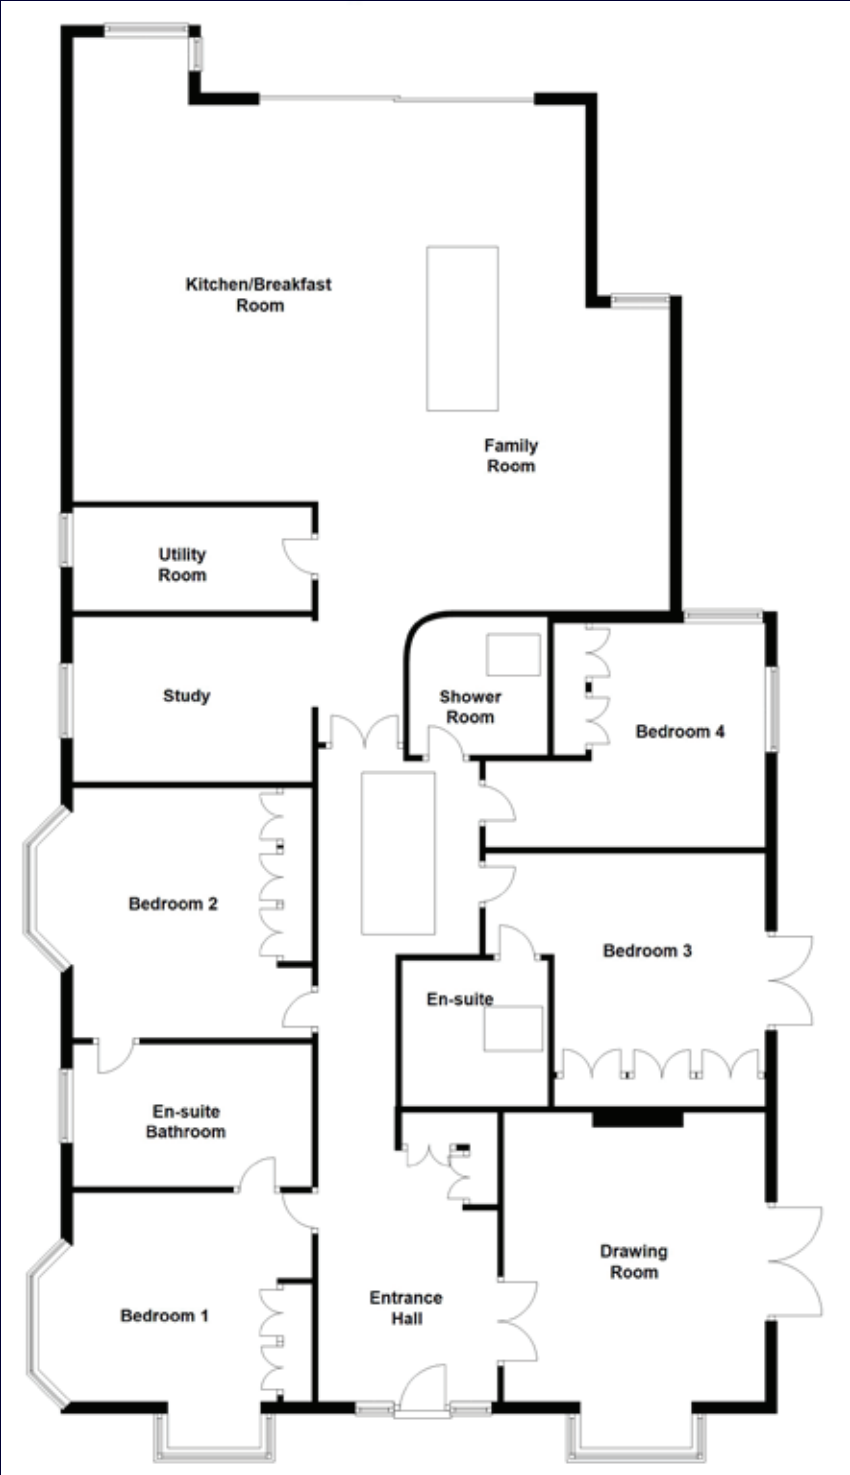 Kitchen/Breakfast
Room
Family
Room
Utility
Room
Study
Shower
Room
Bedroom 4
Bedroom 2
Bedroom 3
En-suite
En-suite
Bathroom
Drawing
Room
Entrance
Hall
Bedroom 1